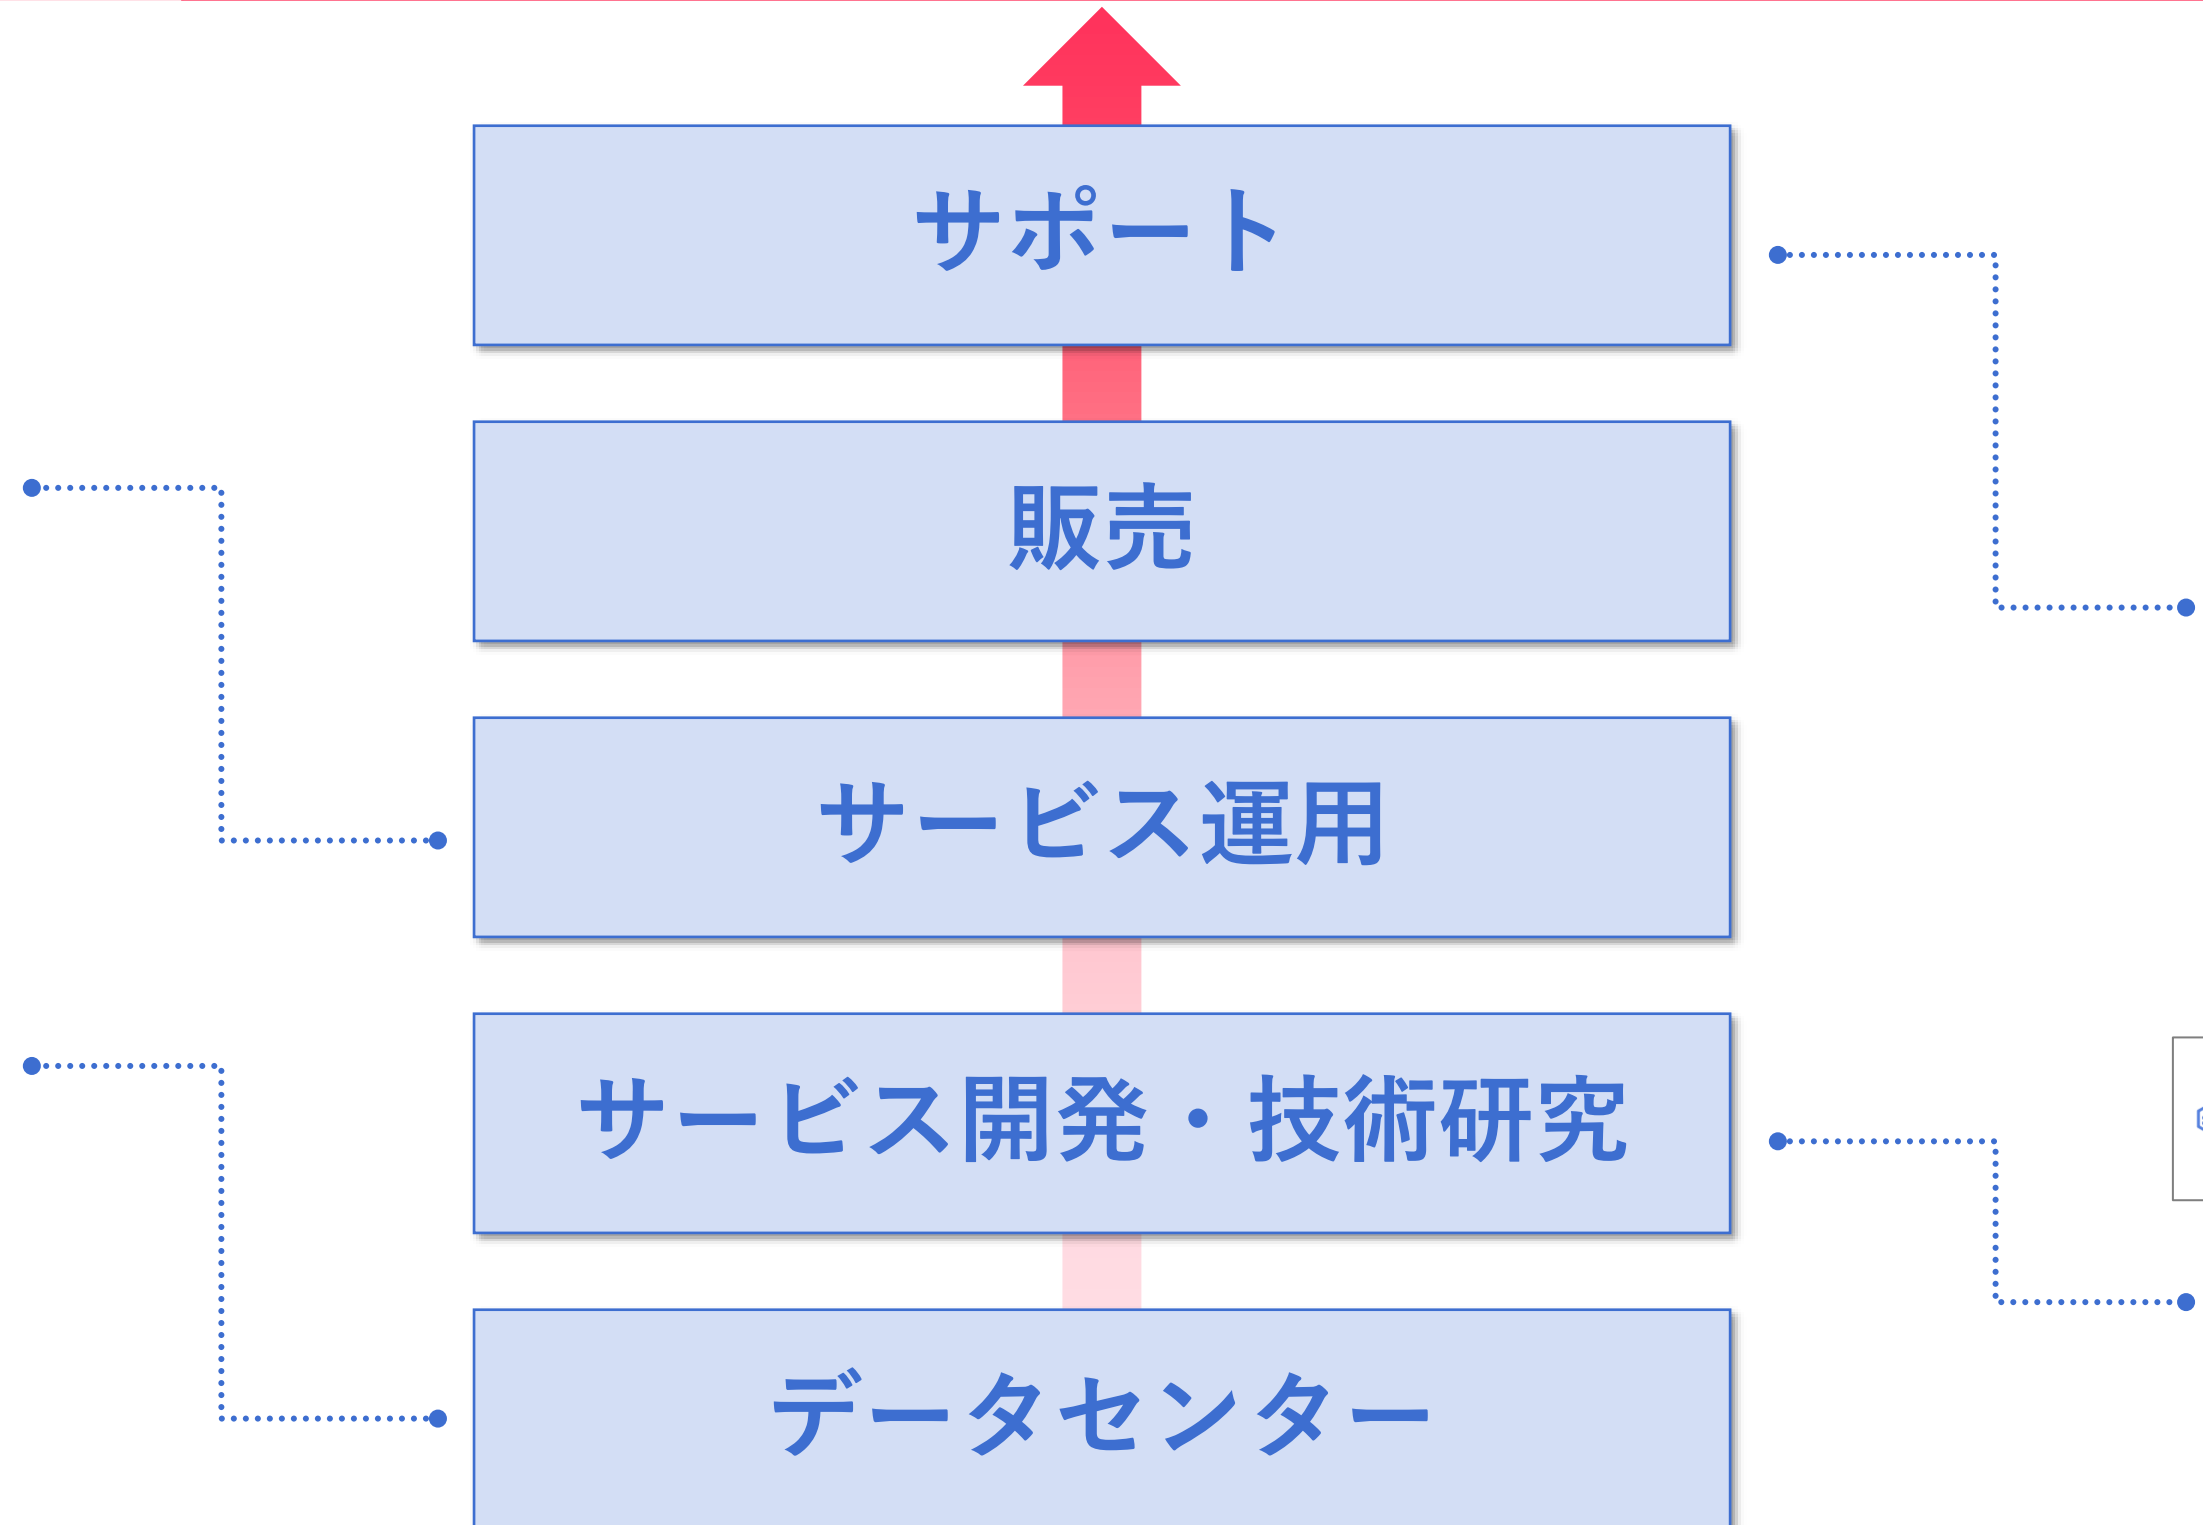 サポート
販売
サービス運用
サービス開発・技術研究
データセンター